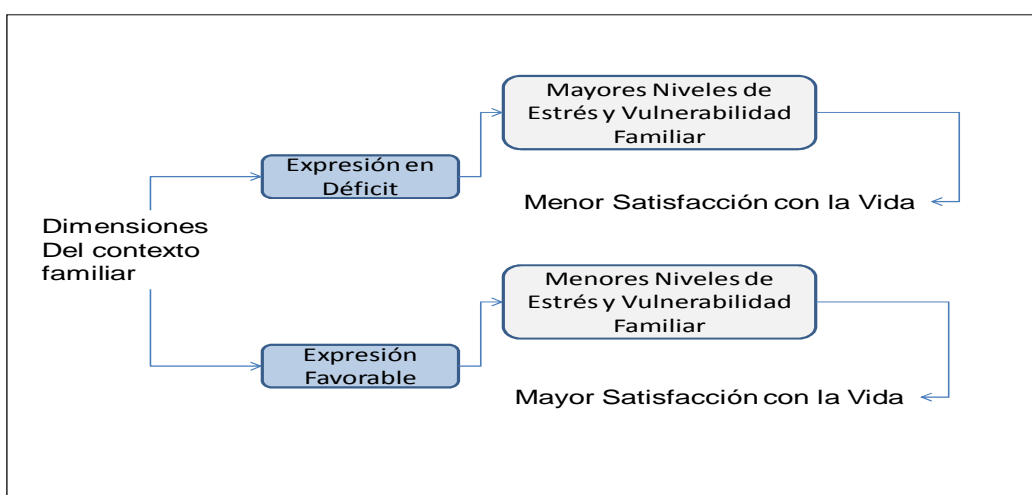 Mayores Niveles de
Estrés y Vulnerabilidad
Familiar
Expresión en
Déficit
Menor Satisfacción con la Vida
Dimensiones
Del contexto
familiar
Menores Niveles de
Estrés y Vulnerabilidad
Familiar
Expresión
Favorable
Mayor Satisfacción con la Vida